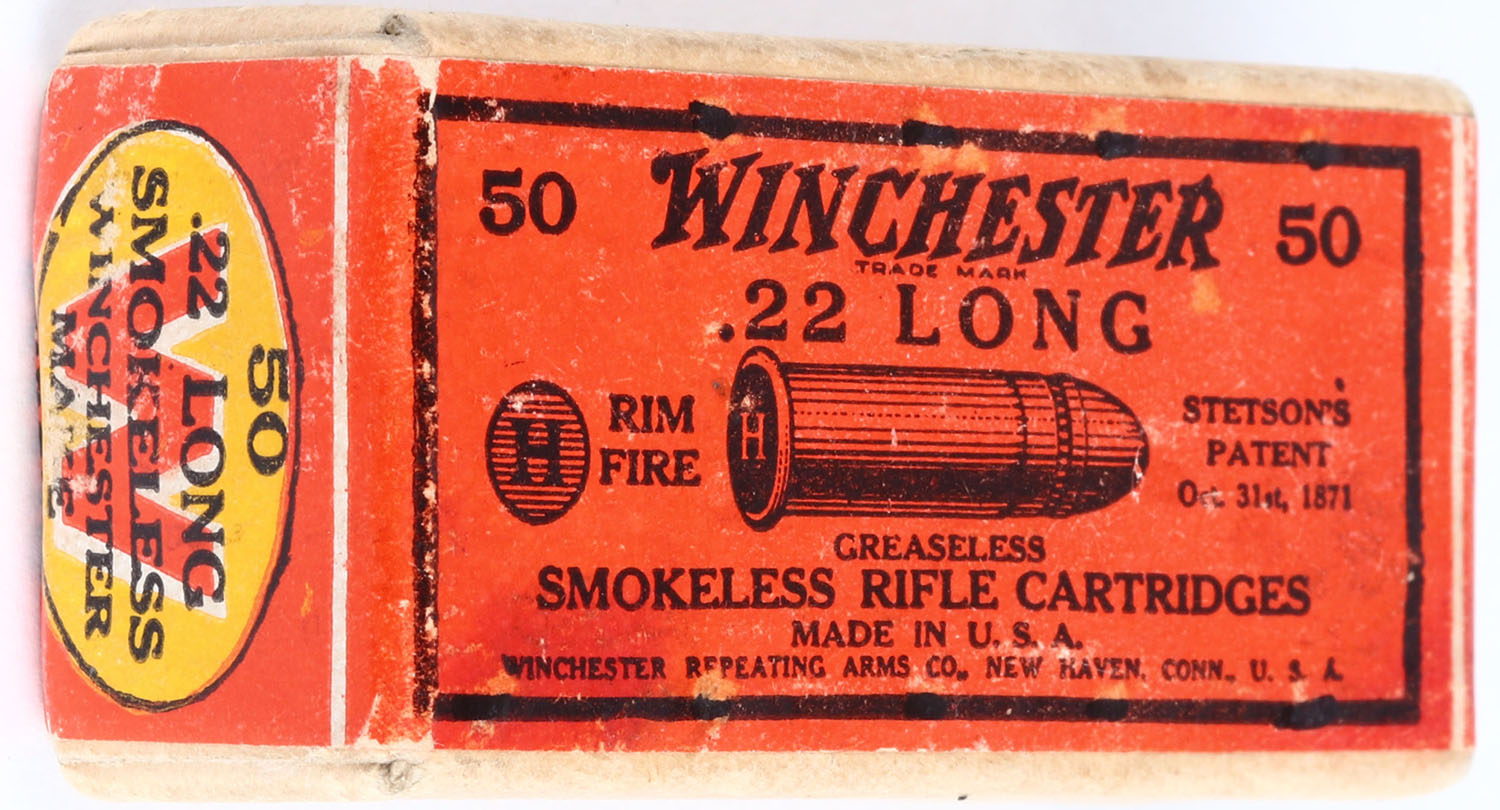 50 WINCHESTER 50
TRADE MARK
.22 LONG
H
RIM
FIRE
H
STETSON'S
PATENT
Oct. 31st, 1871
GREASELESS
SMOKELESS RIFLE CARTRIDGES
MADE IN U. S. A.
WINCHESTER REPEATING ARMS CO., NEW HAVEN, CONN., U. S. A.
50
.22 LONG
SMOKELESS
WINCHESTER
MADE
W